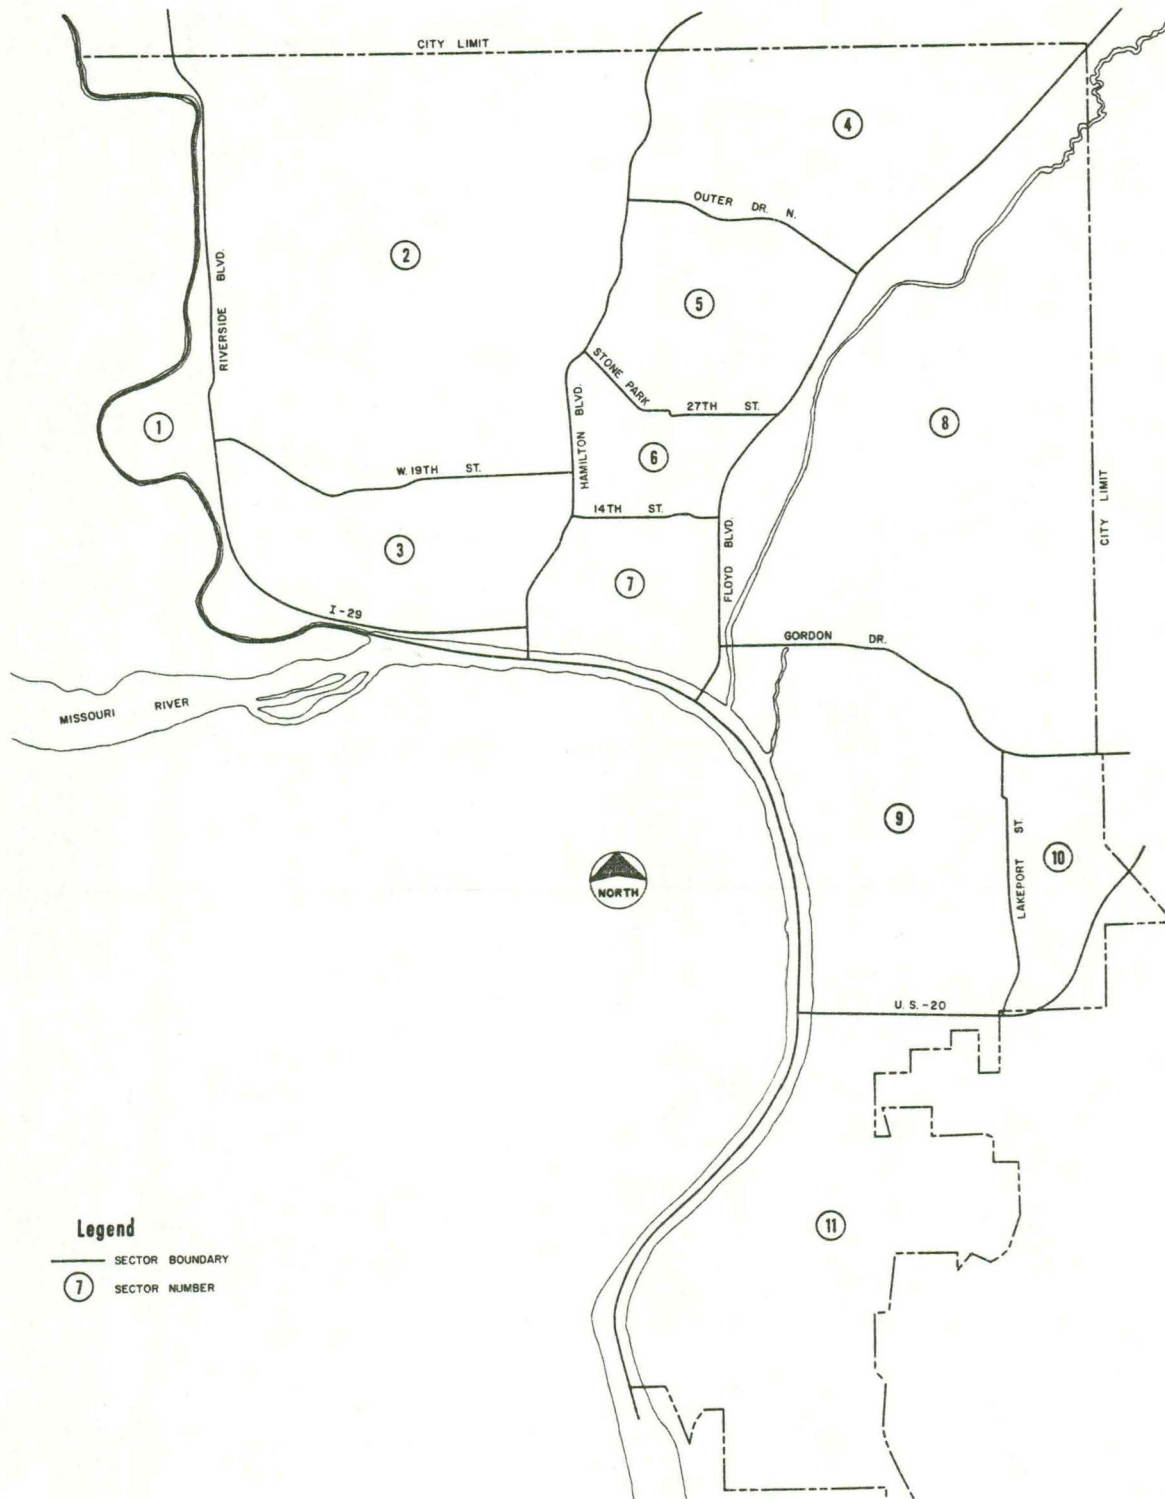 CITY LIMIT
4
OUTER DR. N.
2
RIVERSIDE BLVD.
5
STONE PARK
27TH ST.
HAMILTON BLVD.
1
8
6
W. 19TH ST.
CITY LIMIT
14TH ST.
3
7
FLOYD BLVD.
I-29
GORDON DR.
MISSOURI RIVER
9
LAKEPORT ST.
10
NORTH
U. S. -20
11
Legend
SECTOR BOUNDARY
7 SECTOR NUMBER